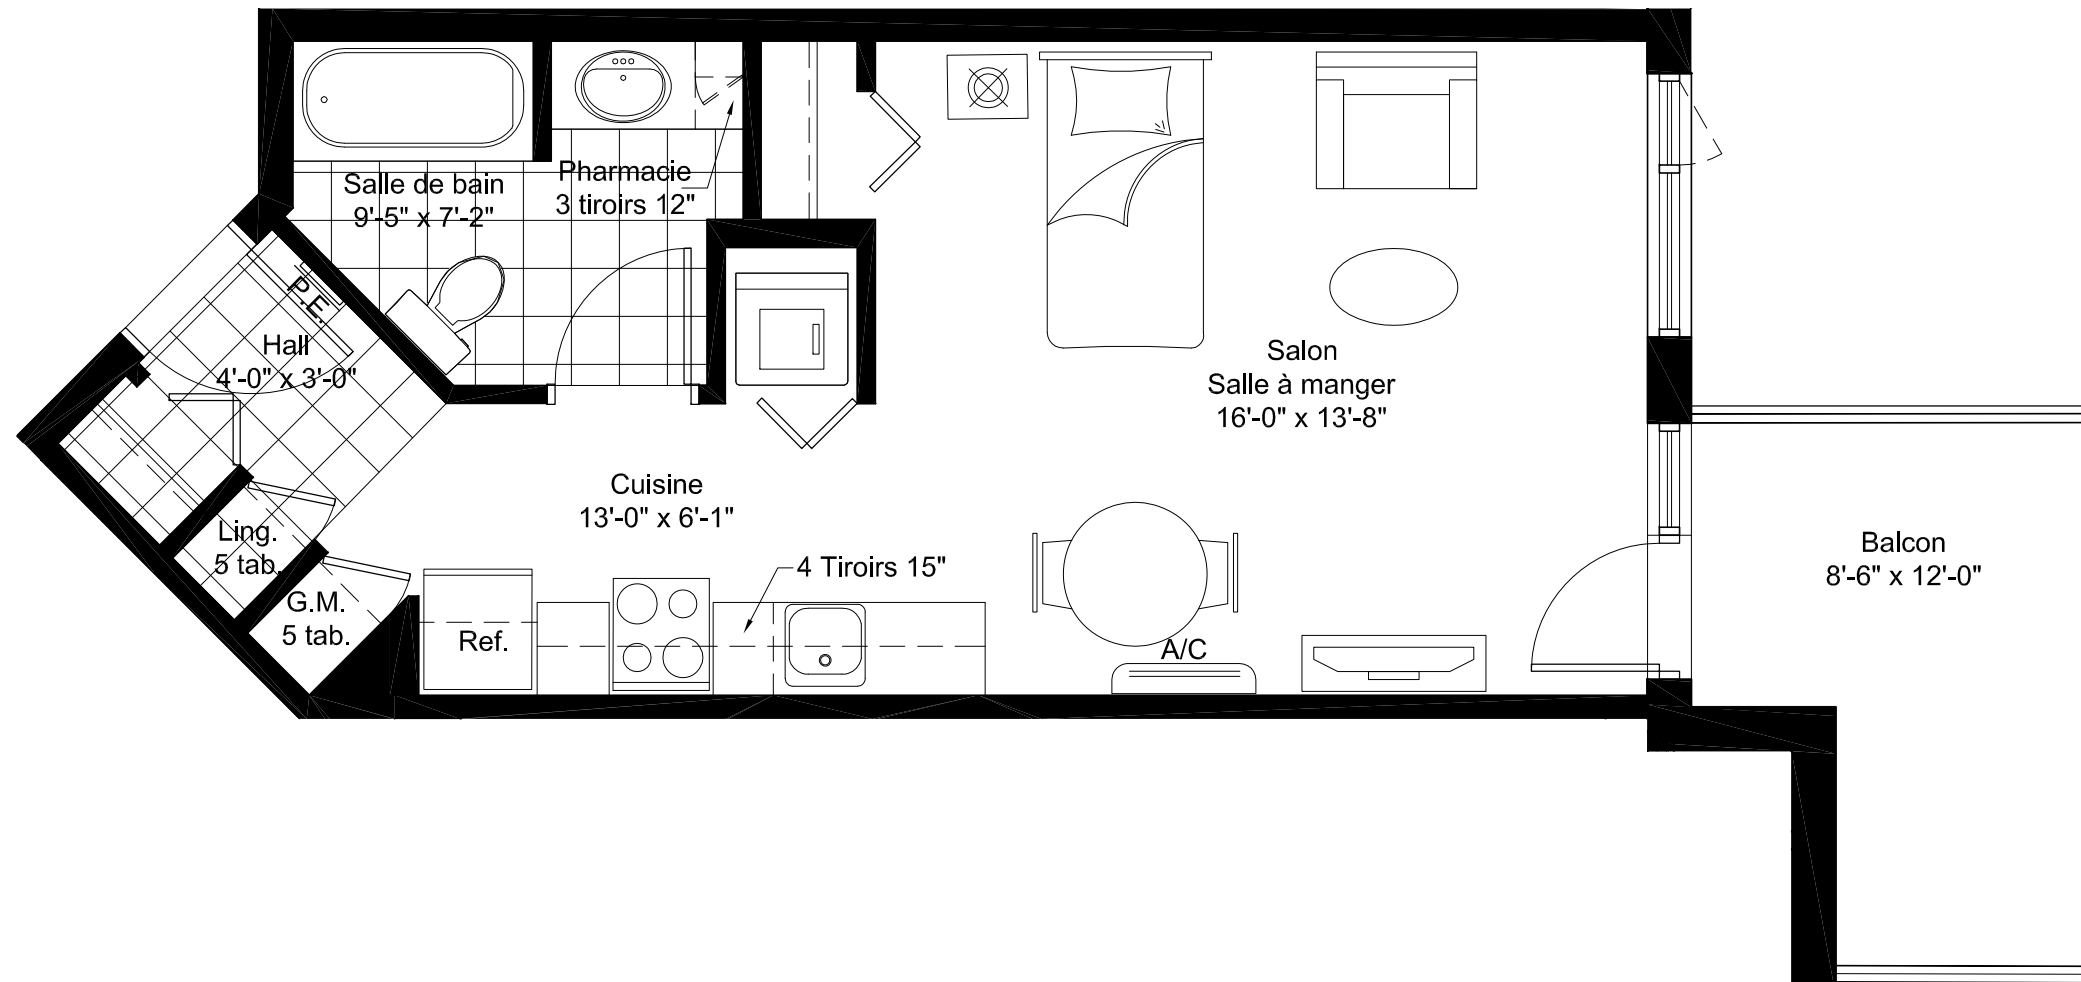 Salle de bain
9'-5" x 7'-2"
Pharmacie
3 tiroirs 12"
P.E.
Hall
4'-0" x 3'-0"
Salon
Salle à manger
16'-0" x 13'-8"
Cuisine
13'-0" x 6'-1"
Ling.
5 tab.
G.M.
5 tab.
Ref.
4 Tiroirs 15"
A/C
Balcon
8'-6" x 12'-0"